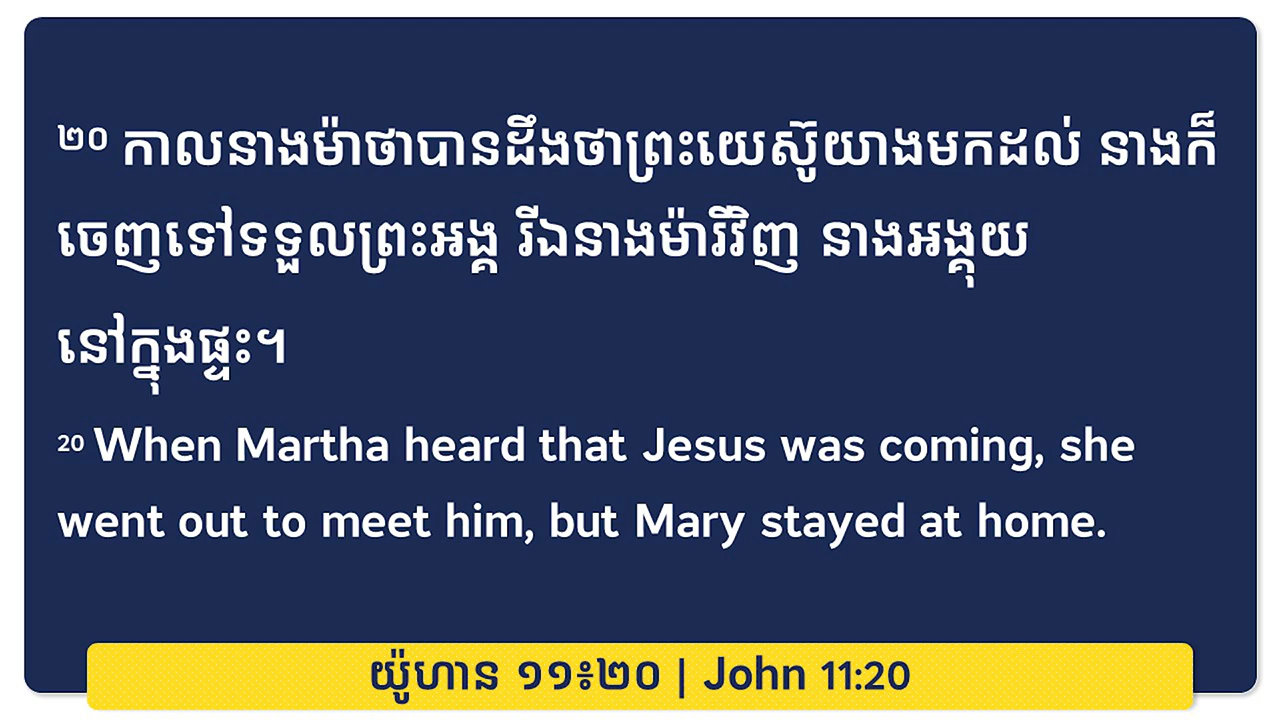 ២០ កាលនាងម៉ាថាបានដឹងថាព្រះយេស៊ូយាងមកដល់ នាងក៏
ចេញទៅទទួលព្រះអង្គ រីឯនាងម៉ារីវិញ នាងអង្គុយ
នៅក្នុងផ្ទះ។
20 When Martha heard that Jesus was coming, she
went out to meet him, but Mary stayed at home.
យ៉ូហាន ១១៖២០ | John 11:20